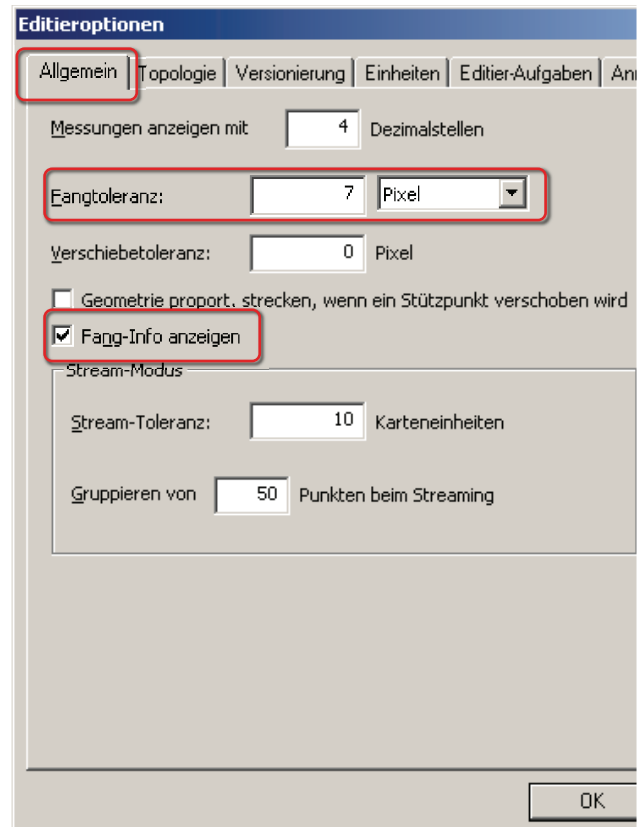 Editieroptionen
Allgemein Topologie Versionierung Einheiten Editier-Aufgaben
Messungen anzeigen mit 4 Dezimalstellen
Fangtoleranz: 7 Pixel
Verschiebetoleranz: 0 Pixel
Geometrie proport. strecken, wenn ein Stützpunkt verschoben wird
Fang-Info anzeigen
Stream-Modus
Stream-Toleranz: 10 Karteneinheiten
Gruppieren von 50 Punkten beim Streaming
OK